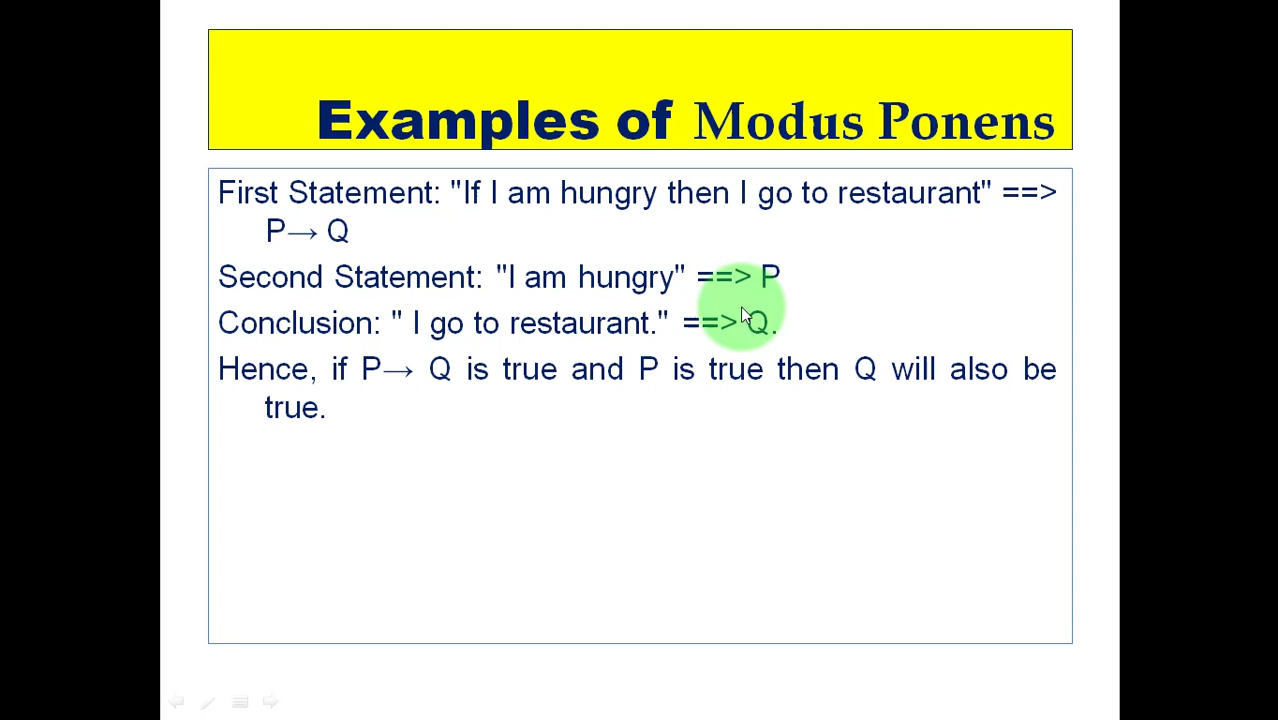 Examples of Modus Ponens
First Statement: "If I am hungry then I go to restaurant" ==>
P→ Q
Second Statement: "I am hungry" ==> P
Conclusion: " I go to restaurant." ==> Q.
Hence, if P→ Q is true and P is true then Q will also be
true.